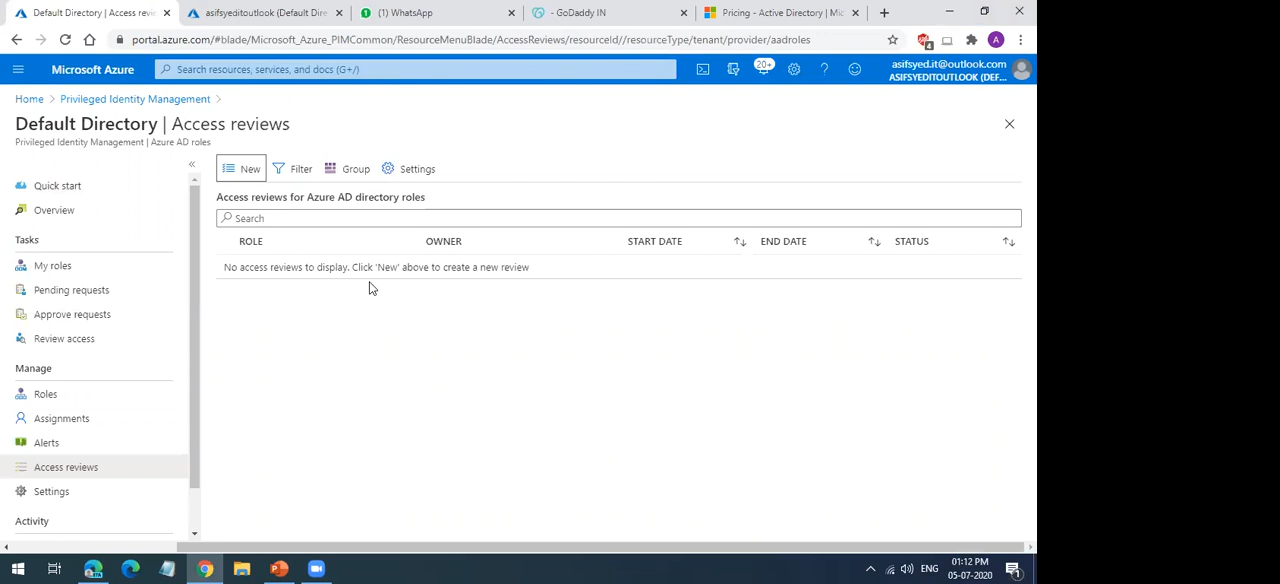 Default Directory | Access revie
asifsyeditoutlook (Default Dire
(1) WhatsApp
- GoDaddy IN
Pricing - Active Directory | Mic
portal.azure.com/#blade/Microsoft_Azure_PIMCommon/ResourceMenuBlade/AccessReviews/resourceId//resourceType/tenant/provider/aadroles
4
A
Microsoft Azure
Search resources, services, and docs (G+/)
20+
asifsyed.it@outlook.com
ASIFSYEDITOUTLOOK (DEF...
Home > Privileged Identity Management >
Default Directory | Access reviews
Privileged Identity Management | Azure AD roles
Quick start
Overview
Tasks
My roles
Pending requests
Approve requests
Review access
Manage
Roles
Assignments
Alerts
Access reviews
Settings
Activity
New Filter Group Settings
Access reviews for Azure AD directory roles
Search
ROLE OWNER START DATE END DATE STATUS
No access reviews to display. Click 'New' above to create a new review
ENG
01:12 PM
05-07-2020
1